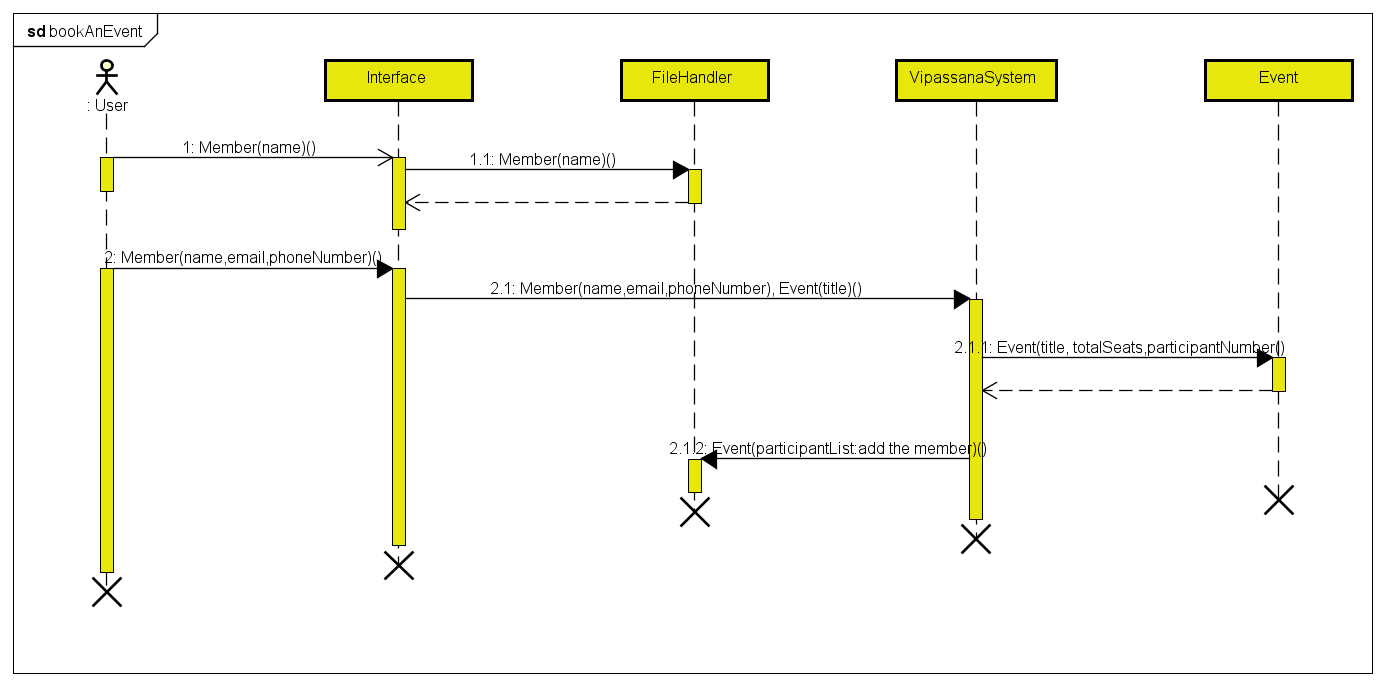 sd bookAnEvent
: User
Interface
FileHandler
VipassanaSystem
Event
1: Member(name)()
1.1: Member(name)()
2: Member(name,email,phoneNumber)()
2.1: Member(name,email,phoneNumber), Event(title)()
2.1.1: Event(title, totalSeats,participantNumber()
2.1.2: Event(participantList:add the member)()